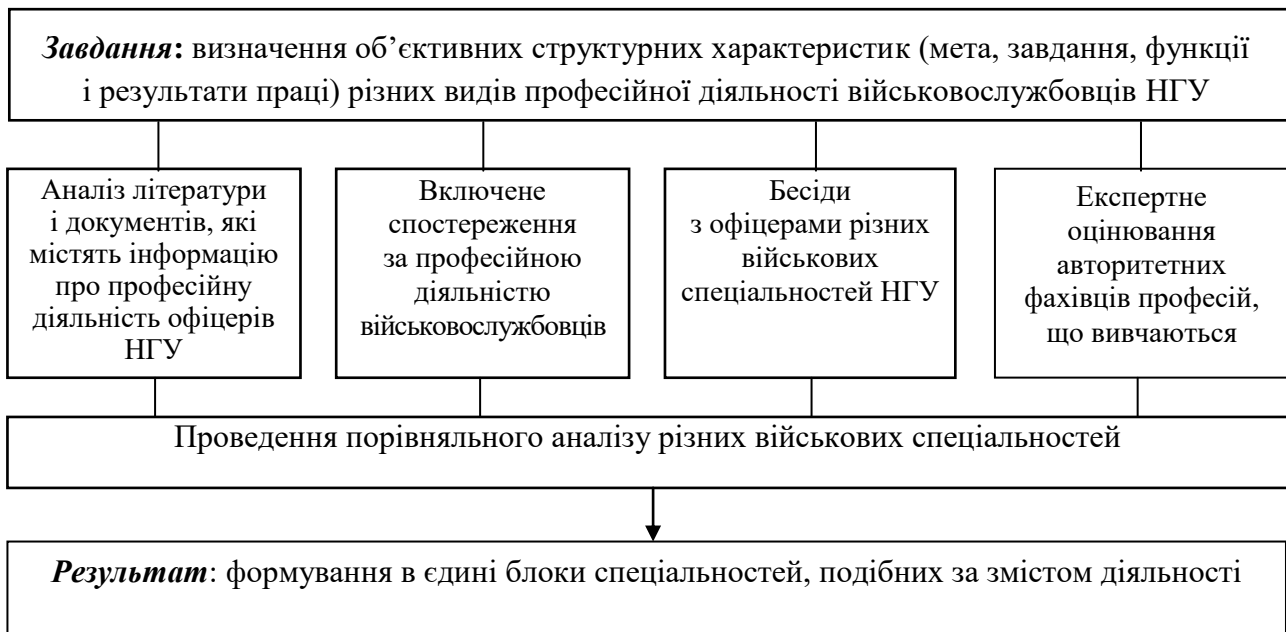 Завдання: визначення об’єктивних структурних характеристик (мета, завдання, функції
і результати праці) різних видів професійної діяльності військовослужбовців НГУ
Аналіз літератури
і документів, які
містять інформацію
про професійну
діяльність офіцерів
НГУ
Включене
спостереження
за професійною
діяльністю
військовослужбовців
Бесіди
з офіцерами різних
військових
спеціальностей НГУ
Експертне
оцінювання
авторитетних
фахівців професій,
що вивчаються
Проведення порівняльного аналізу різних військових спеціальностей
Результат: формування в єдині блоки спеціальностей, подібних за змістом діяльності